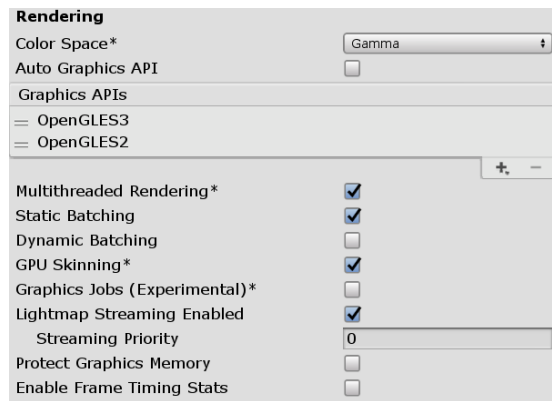 Rendering
Color Space* Gamma
Auto Graphics API
Graphics APIs
= OpenGLES3
= OpenGLES2
+ −
Multithreaded Rendering*
Static Batching
Dynamic Batching
GPU Skinning*
Graphics Jobs (Experimental)*
Lightmap Streaming Enabled
Streaming Priority 0
Protect Graphics Memory
Enable Frame Timing Stats